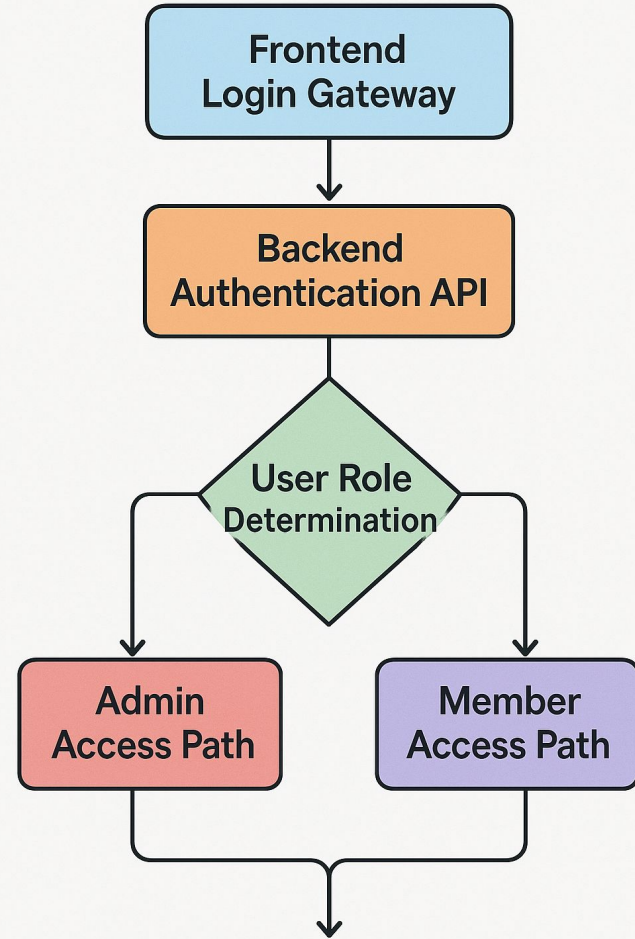 Frontend
Login Gateway
Backend
Authentication API
User Role
Determination
Admin
Access Path
Member
Access Path